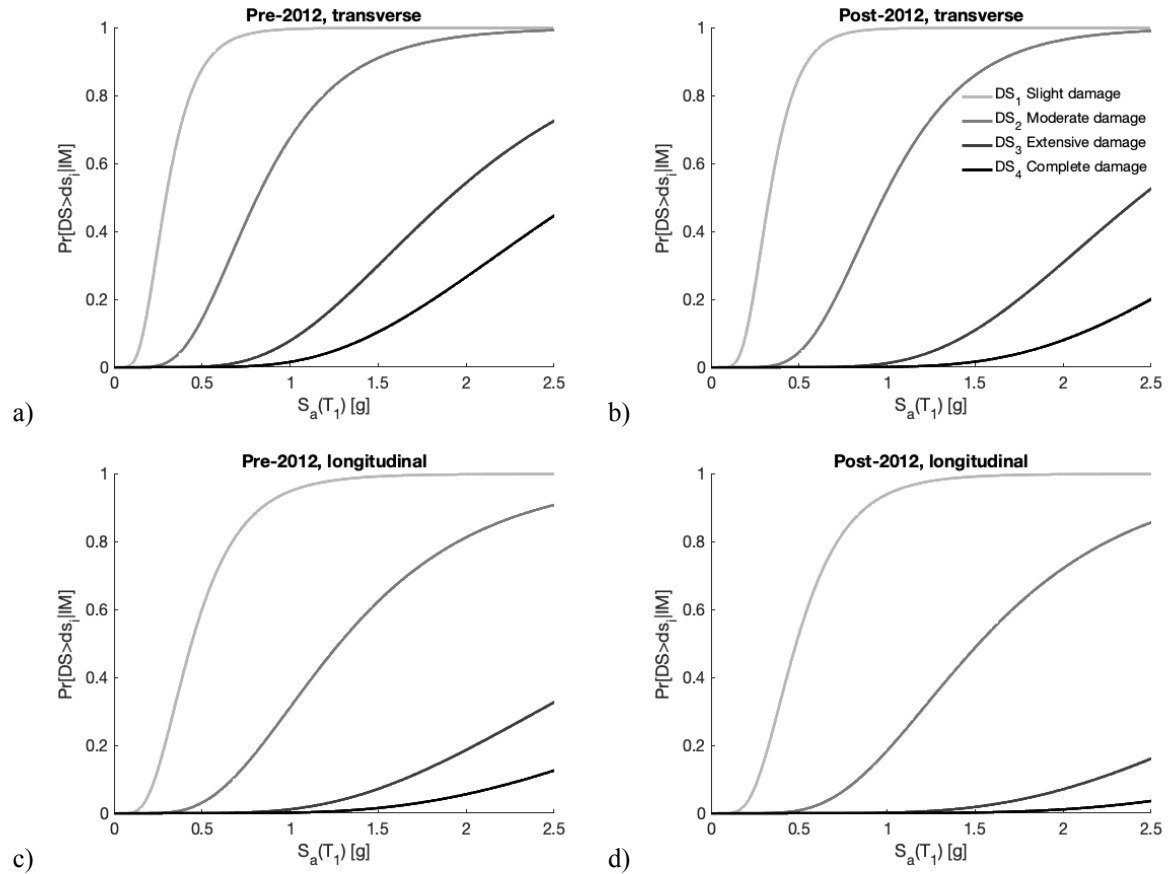 Pre-2012, transverse
1
0.8
0.6
0.4
0.2
0
Pr[DS>ds_i|IM]
0 0.5 1 1.5 2 2.5
S_a(T_1) [g]
a)
Post-2012, transverse
1
0.8
0.6
0.4
0.2
0
Pr[DS>ds_i|IM]
DS_1 Slight damage
DS_2 Moderate damage
DS_3 Extensive damage
DS_4 Complete damage
0 0.5 1 1.5 2 2.5
S_a(T_1) [g]
b)
Pre-2012, longitudinal
1
0.8
0.6
0.4
0.2
0
Pr[DS>ds_i|IM]
0 0.5 1 1.5 2 2.5
S_a(T_1) [g]
c)
Post-2012, longitudinal
1
0.8
0.6
0.4
0.2
0
Pr[DS>ds_i|IM]
0 0.5 1 1.5 2 2.5
S_a(T_1) [g]
d)